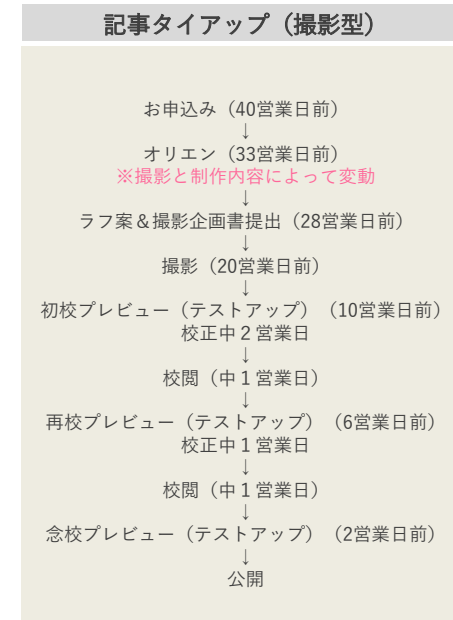 記事タイアップ（撮影型）
お申込み（40営業日前）
↓
オリエン（33営業日前）
※撮影と制作内容によって変動
↓
ラフ案＆撮影企画書提出（28営業日前）
↓
撮影（20営業日前）
↓
初校プレビュー（テストアップ）（10営業日前）
校正中２営業日
↓
校閲（中１営業日）
↓
再校プレビュー（テストアップ）（6営業日前）
校正中１営業日
↓
校閲（中１営業日）
↓
念校プレビュー（テストアップ）（2営業日前）
↓
公開